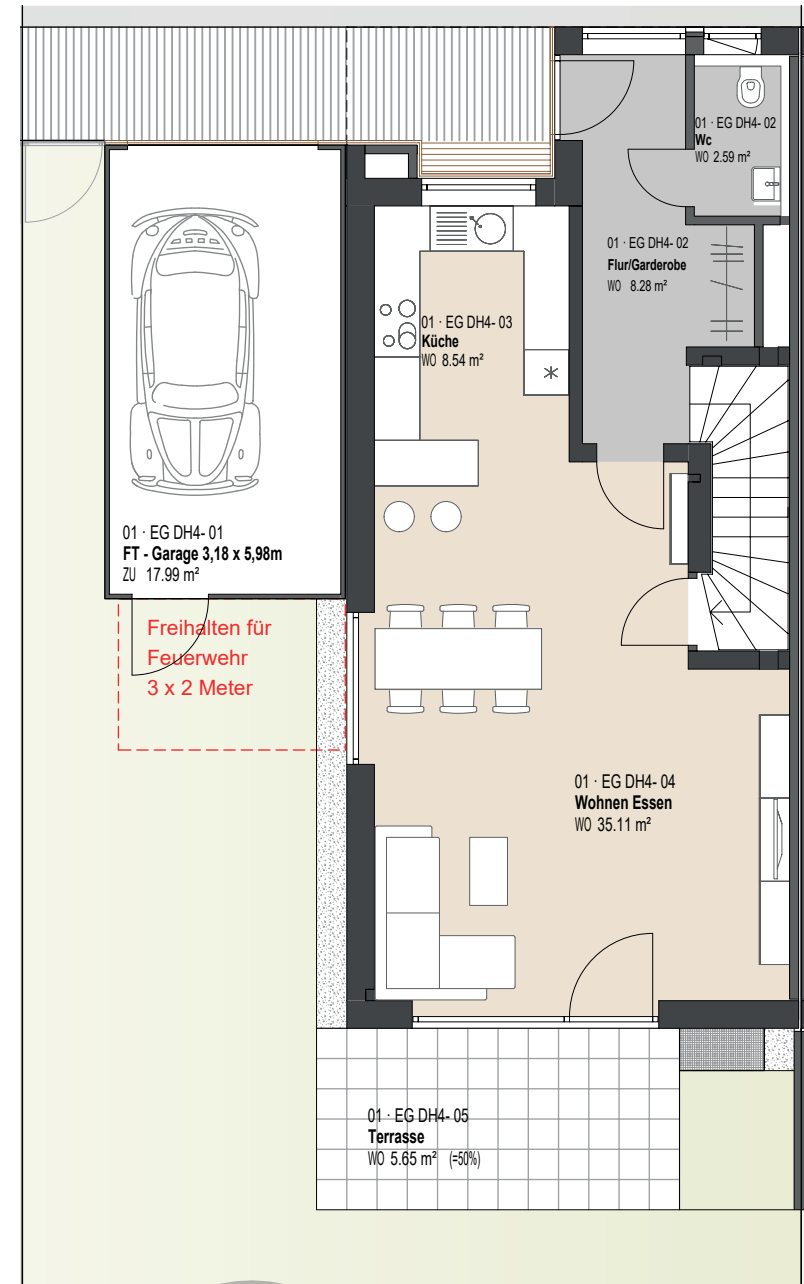 01 · EG DH4- 02
Wc
WO 2.59 m²
01 · EG DH4- 02
Flur/Garderobe
WO 8.28 m²
01 · EG DH4- 03
Küche
WO 8.54 m²
01 · EG DH4- 01
FT - Garage 3,18 x 5,98m
ZU 17.99 m²
Freihalten für
Feuerwehr
3 x 2 Meter
01 · EG DH4- 04
Wohnen Essen
WO 35.11 m²
01 · EG DH4- 05
Terrasse
WO 5.65 m² (=50%)